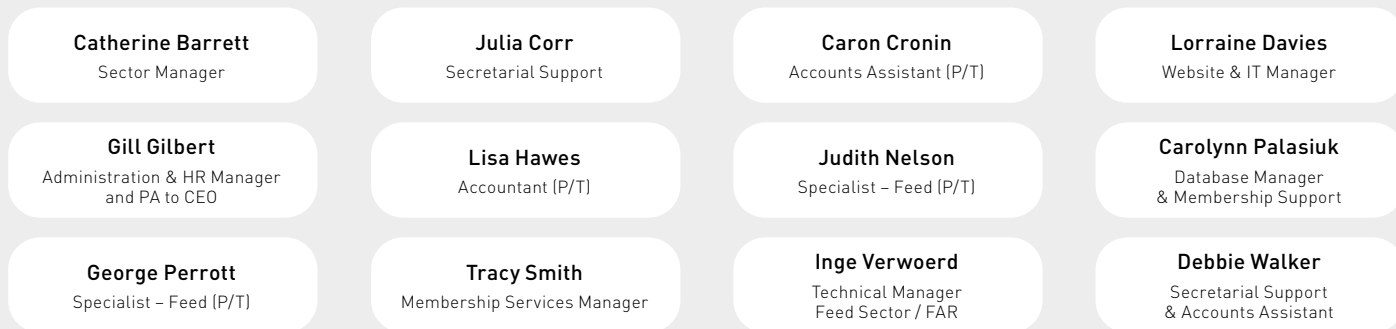 Catherine Barrett
Sector Manager
Julia Corr
Secretarial Support
Caron Cronin
Accounts Assistant (P/T)
Lorraine Davies
Website & IT Manager
Gill Gilbert
Administration & HR Manager
and PA to CEO
Lisa Hawes
Accountant (P/T)
Judith Nelson
Specialist – Feed (P/T)
Carolynn Palasiuk
Database Manager
& Membership Support
George Perrott
Specialist – Feed (P/T)
Tracy Smith
Membership Services Manager
Inge Verwoerd
Technical Manager
Feed Sector / FAR
Debbie Walker
Secretarial Support
& Accounts Assistant